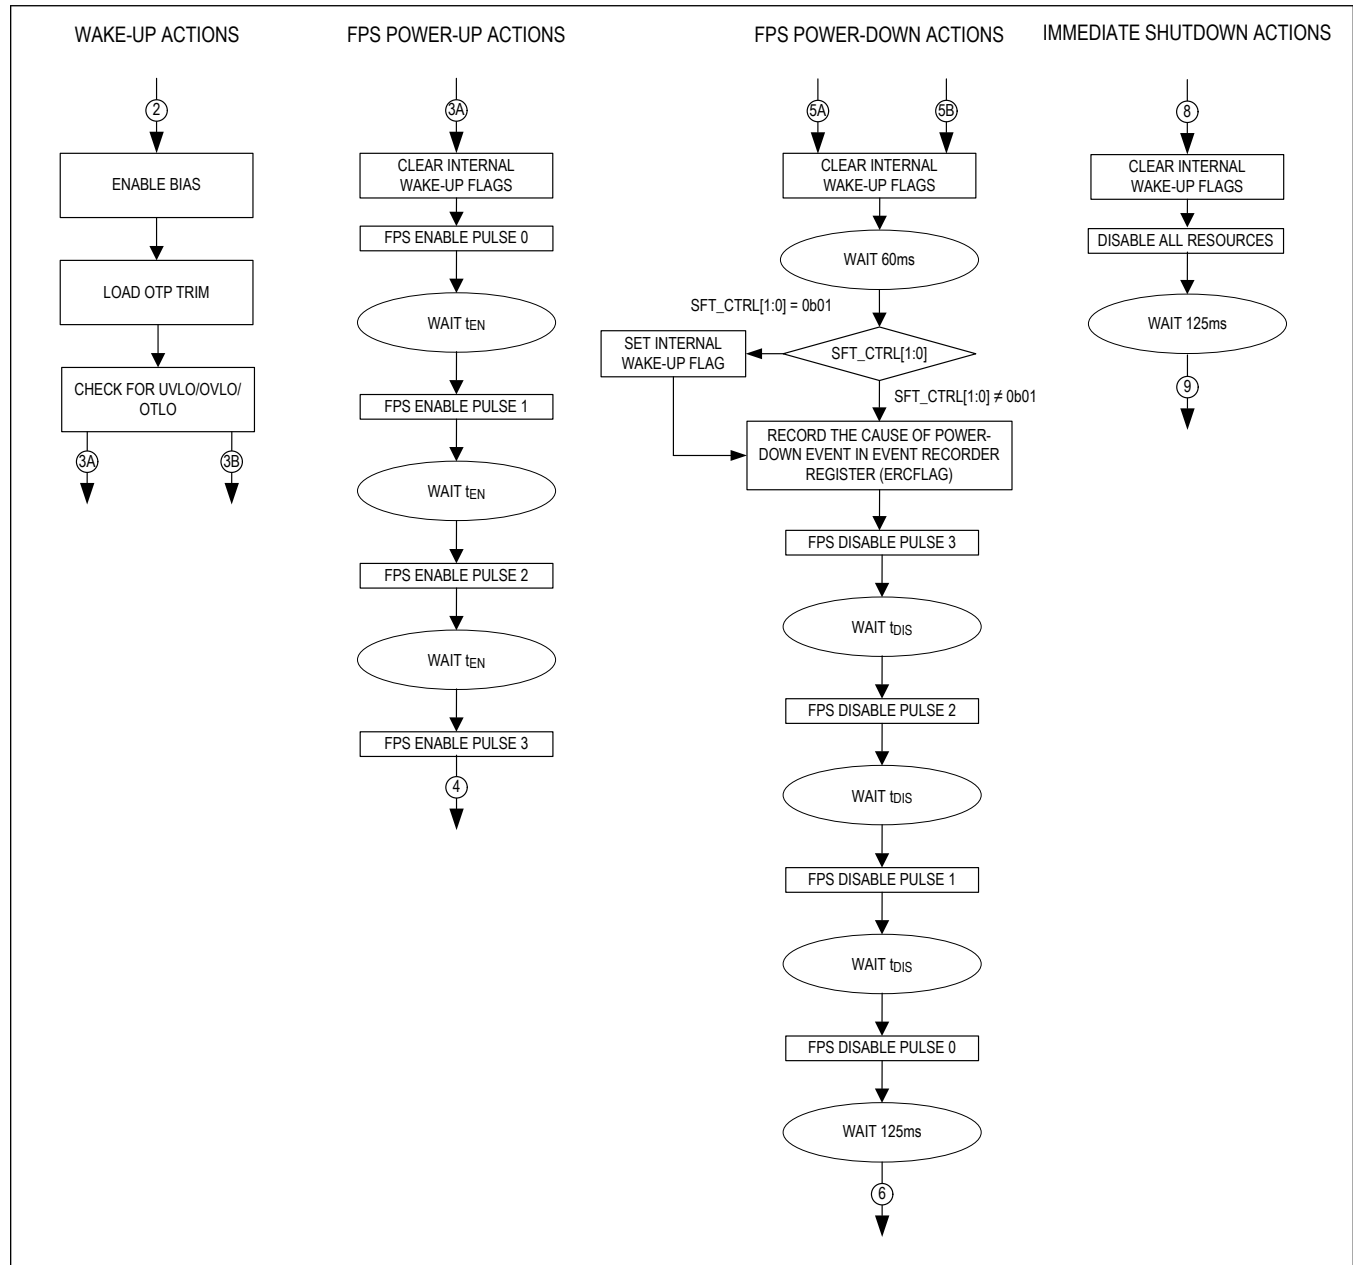 WAKE-UP ACTIONS
2
ENABLE BIAS
LOAD OTP TRIM
CHECK FOR UVLO/OVLO/
OTLO
3A
3B
FPS POWER-UP ACTIONS
3A
CLEAR INTERNAL
WAKE-UP FLAGS
FPS ENABLE PULSE 0
WAIT tEN
FPS ENABLE PULSE 1
WAIT tEN
FPS ENABLE PULSE 2
WAIT tEN
FPS ENABLE PULSE 3
4
FPS POWER-DOWN ACTIONS
5A
5B
CLEAR INTERNAL
WAKE-UP FLAGS
WAIT 60ms
SFT_CTRL[1:0] = 0b01
SET INTERNAL
WAKE-UP FLAG
SFT_CTRL[1:0]
SFT_CTRL[1:0] ≠ 0b01
RECORD THE CAUSE OF POWER-
DOWN EVENT IN EVENT RECORDER
REGISTER (ERCFLAG)
FPS DISABLE PULSE 3
WAIT tDIS
FPS DISABLE PULSE 2
WAIT tDIS
FPS DISABLE PULSE 1
WAIT tDIS
FPS DISABLE PULSE 0
WAIT 125ms
6
IMMEDIATE SHUTDOWN ACTIONS
8
CLEAR INTERNAL
WAKE-UP FLAGS
DISABLE ALL RESOURCES
WAIT 125ms
9